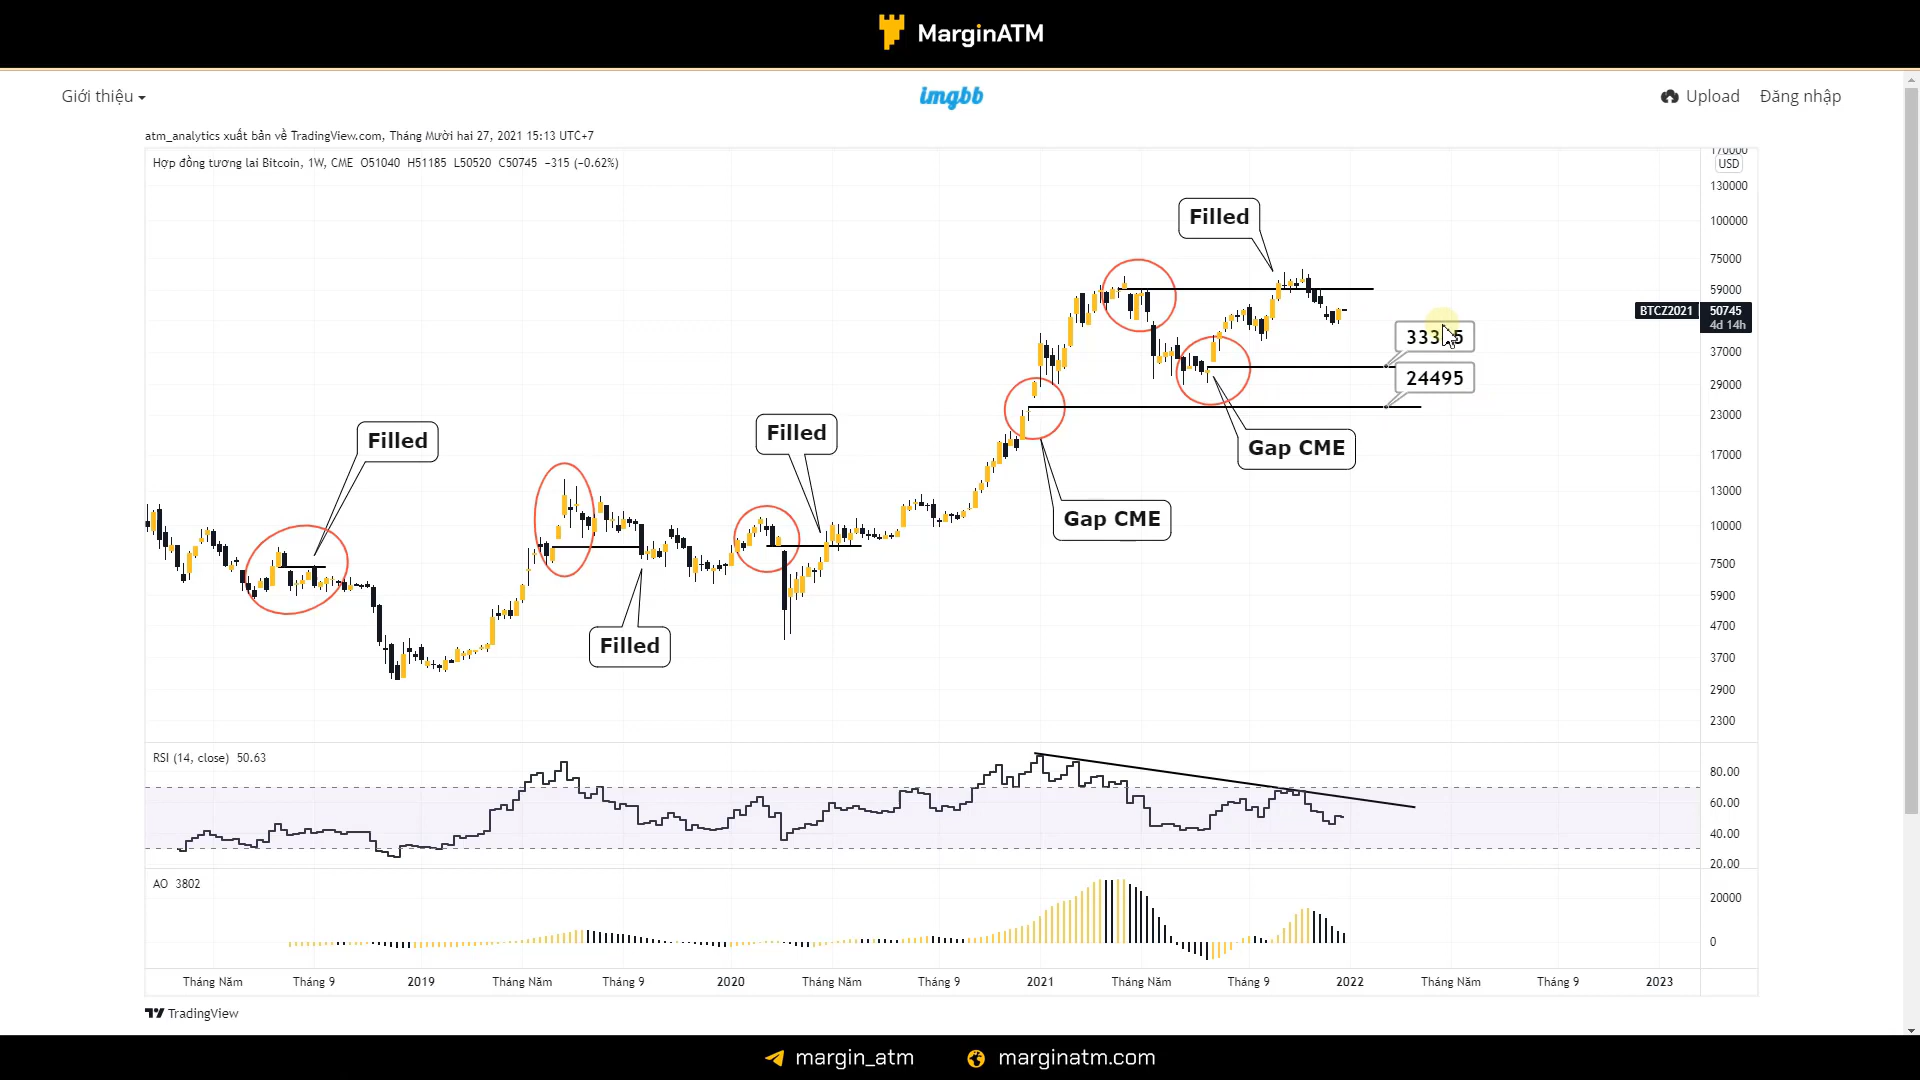 MarginATM
Giới thiệu
imgbb
Upload
Đăng nhập
atm_analytics xuất bản về TradingView.com, Tháng Mười hai 27, 2021 15:13 UTC+7
Hợp đồng tương lai Bitcoin, 1W, CME O51040 H51185 L50520 C50745 −315 (−0.62%)
170000
USD
130000
100000
75000
59000
BTCZ2021
50745
4d 14h
37000
29000
23000
17000
13000
10000
7500
5900
4700
3700
2900
2300
Filled
24495
Gap CME
Gap CME
Filled
Filled
Filled
RSI (14, close) 50.63
80.00
60.00
40.00
20.00
AO 3802
20000
0
Tháng Năm
Tháng 9
2019
Tháng Năm
Tháng 9
2020
Tháng Năm
Tháng 9
2021
Tháng Năm
Tháng 9
2022
Tháng Năm
Tháng 9
2023
TradingView
margin_atm
marginatm.com